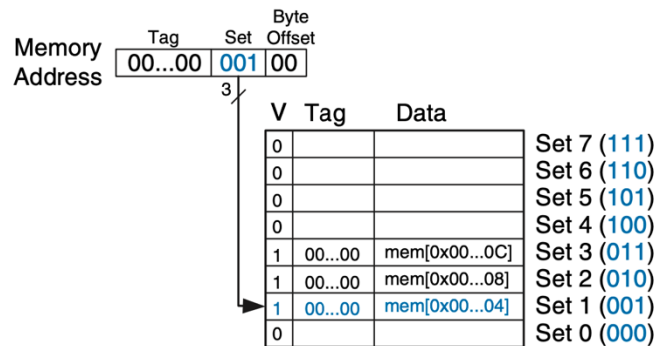 Memory
Address
Tag Set Byte
Offset
00...00 001 00
3
V Tag Data
0 Set 7 (111)
0 Set 6 (110)
0 Set 5 (101)
0 Set 4 (100)
1 00...00 mem[0x00...0C] Set 3 (011)
1 00...00 mem[0x00...08] Set 2 (010)
1 00...00 mem[0x00...04] Set 1 (001)
0 Set 0 (000)